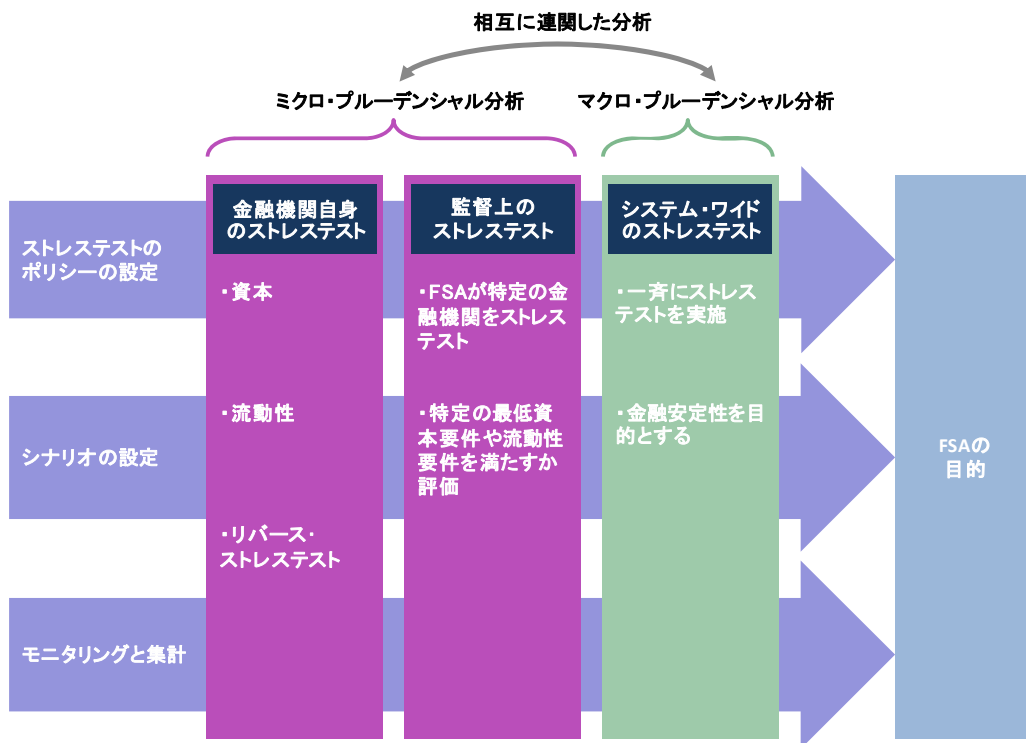 相互に連関した分析
ミクロ・プルーデンシャル分析
マクロ・プルーデンシャル分析
金融機関自身
のストレステスト
監督上の
ストレステスト
システム・ワイド
のストレステスト
ストレステストの
ポリシーの設定
・資本
・FSAが特定の金
融機関をストレス
テスト
・一斉にストレス
テストを実施
シナリオの設定
・流動性
・特定の最低資
本要件や流動性
要件を満たすか
評価
・金融安定性を目
的とする
・リバース・
ストレステスト
モニタリングと集計
FSAの
目的